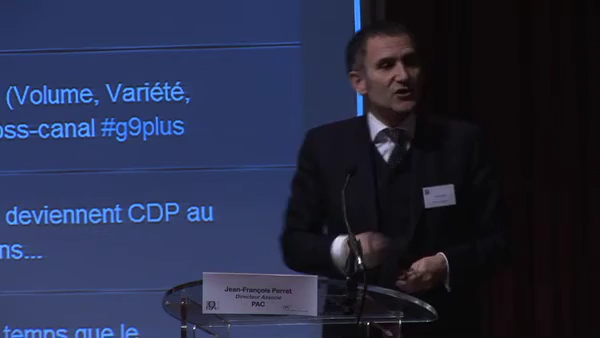 (Volume, Variété,
oss-canal #g9plus
deviennent CDP au
ns...
temps que le
Jean-François Perret
Directeur Associé
PAC